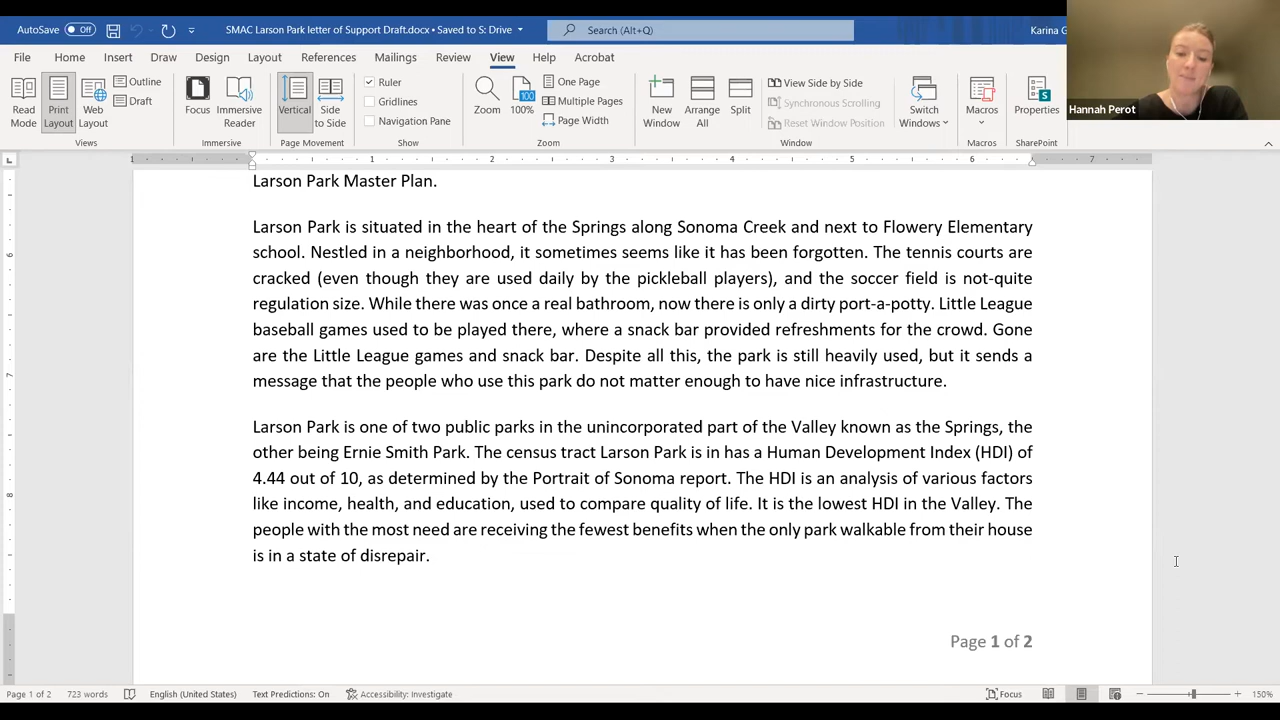 AutoSave Off SMAC Larson Park letter of Support Draft.docx • Saved to S: Drive Search (Alt+Q) Karina G
File Home Insert Draw Design Layout References Mailings Review View Help Acrobat
Read Mode
Print Layout
Web Layout
Outline
Draft
Views
Focus
Immersive Reader
Immersive
Vertical
Side to Side
Page Movement
Ruler
Gridlines
Navigation Pane
Show
Zoom
100
100%
One Page
Multiple Pages
Page Width
Zoom
New Window
Arrange All
Split
View Side by Side
Synchronous Scrolling
Reset Window Position
Switch Windows
Window
Macros
Macros
Properties
SharePoint
Hannah Perot
1 1 2 3 4 5 6 7
6
7
8
Larson Park Master Plan.
Larson Park is situated in the heart of the Springs along Sonoma Creek and next to Flowery Elementary
school. Nestled in a neighborhood, it sometimes seems like it has been forgotten. The tennis courts are
cracked (even though they are used daily by the pickleball players), and the soccer field is not-quite
regulation size. While there was once a real bathroom, now there is only a dirty port-a-potty. Little League
baseball games used to be played there, where a snack bar provided refreshments for the crowd. Gone
are the Little League games and snack bar. Despite all this, the park is still heavily used, but it sends a
message that the people who use this park do not matter enough to have nice infrastructure.
Larson Park is one of two public parks in the unincorporated part of the Valley known as the Springs, the
other being Ernie Smith Park. The census tract Larson Park is in has a Human Development Index (HDI) of
4.44 out of 10, as determined by the Portrait of Sonoma report. The HDI is an analysis of various factors
like income, health, and education, used to compare quality of life. It is the lowest HDI in the Valley. The
people with the most need are receiving the fewest benefits when the only park walkable from their house
is in a state of disrepair.
Page 1 of 2
Page 1 of 2 723 words English (United States) Text Predictions: On Accessibility: Investigate Focus 150%